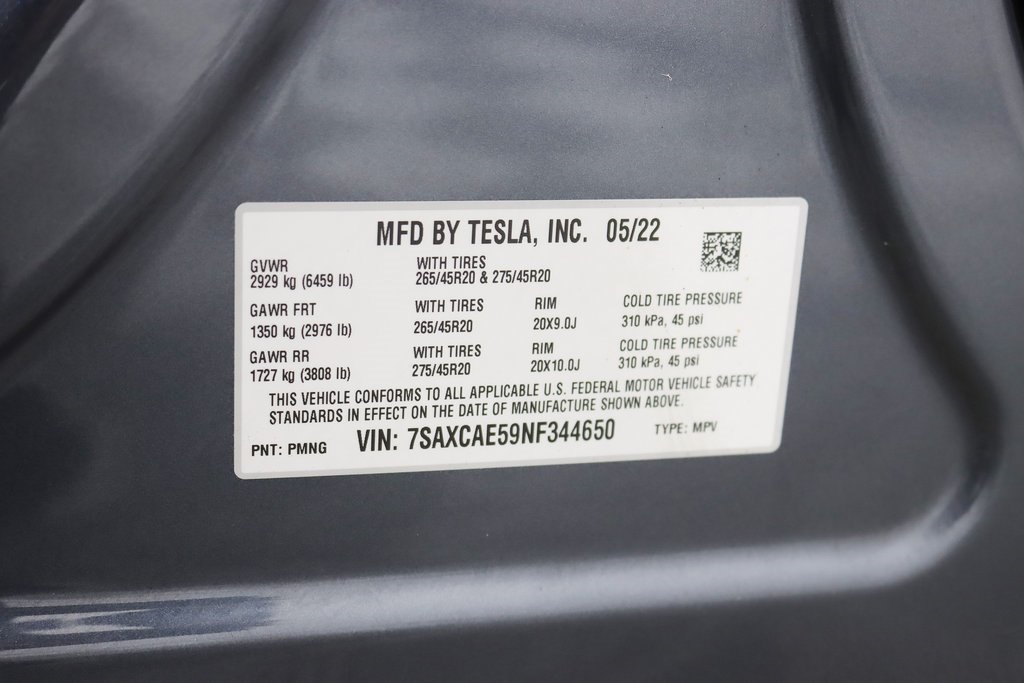 MFD BY TESLA, INC. 05/22
GVWR WITH TIRES
2929 kg (6459 lb) 265/45R20 & 275/45R20
GAWR FRT WITH TIRES RIM COLD TIRE PRESSURE
1350 kg (2976 lb) 265/45R20 20X9.0J 310 kPa, 45 psi
GAWR RR WITH TIRES RIM COLD TIRE PRESSURE
1727 kg (3808 lb) 275/45R20 20X10.0J 310 kPa, 45 psi
THIS VEHICLE CONFORMS TO ALL APPLICABLE U.S. FEDERAL MOTOR VEHICLE SAFETY
STANDARDS IN EFFECT ON THE DATE OF MANUFACTURE SHOWN ABOVE.
PNT: PMNG VIN: 7SAXCAE59NF344650 TYPE: MPV